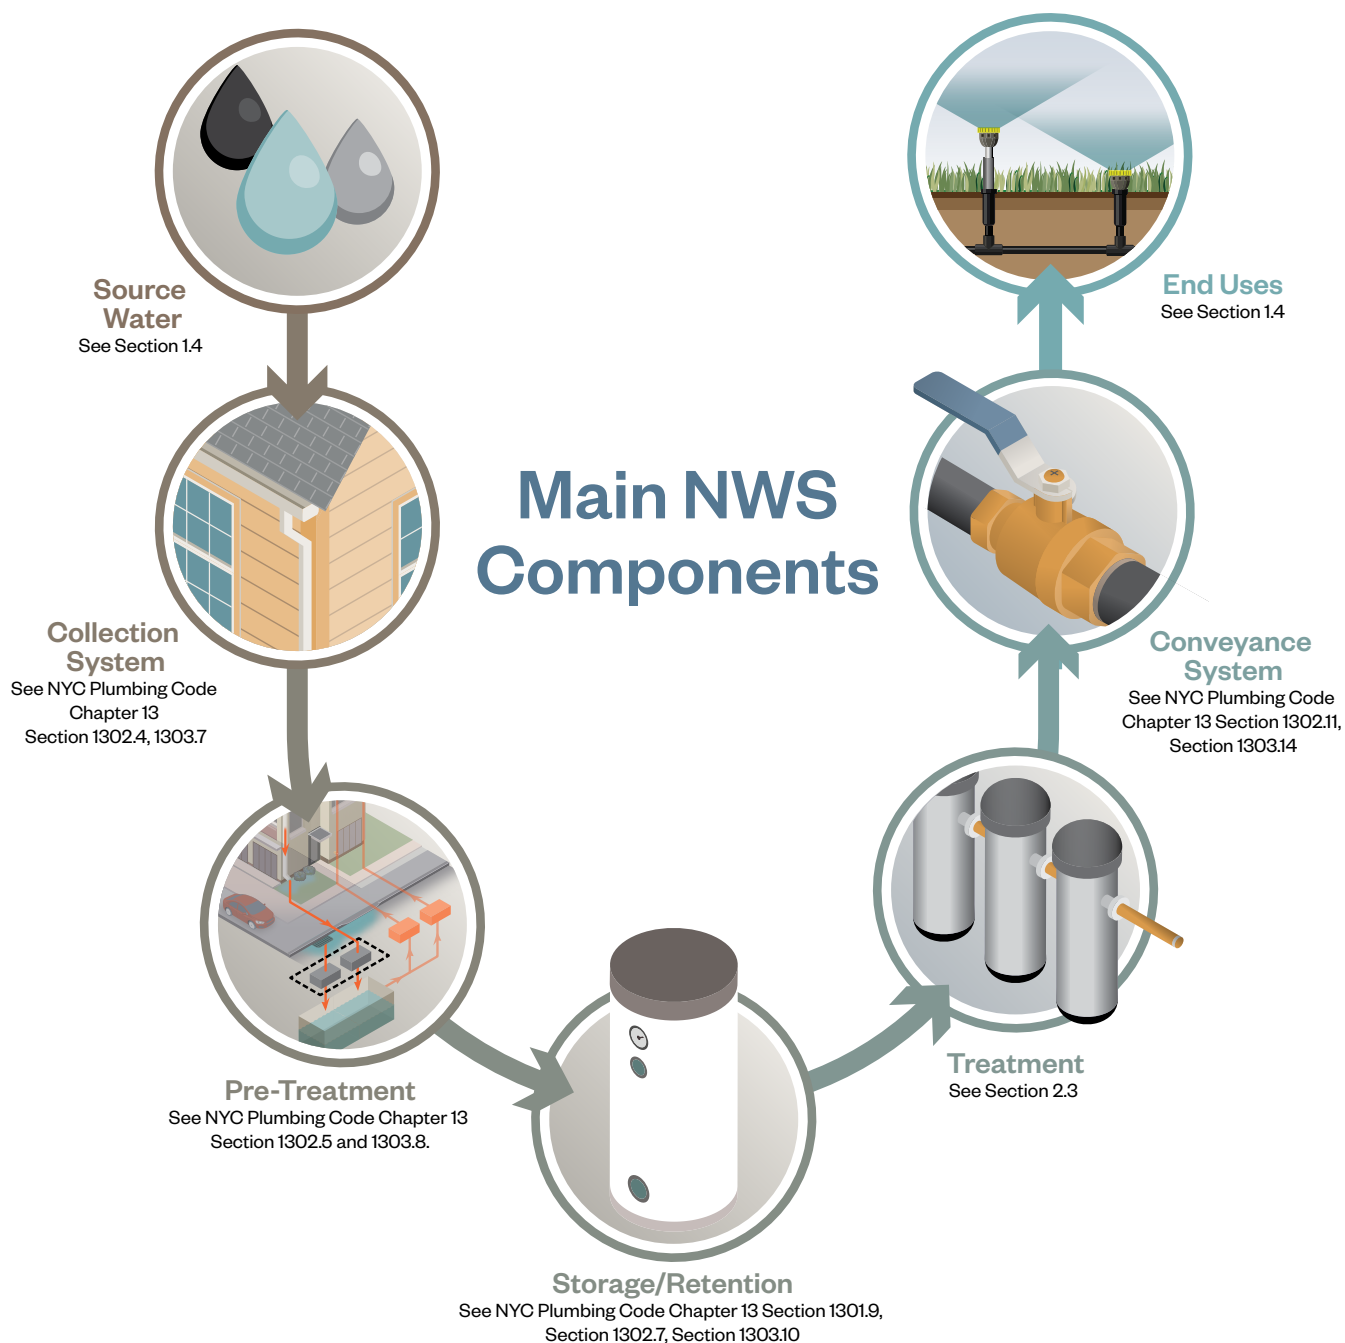 Main NWS
Components
Source
Water
See Section 1.4
Collection
System
See NYC Plumbing Code
Chapter 13
Section 1302.4, 1303.7
Pre-Treatment
See NYC Plumbing Code Chapter 13
Section 1302.5 and 1303.8.
Storage/Retention
See NYC Plumbing Code Chapter 13 Section 1301.9,
Section 1302.7, Section 1303.10
Treatment
See Section 2.3
Conveyance
System
See NYC Plumbing Code
Chapter 13 Section 1302.11,
Section 1303.14
End Uses
See Section 1.4